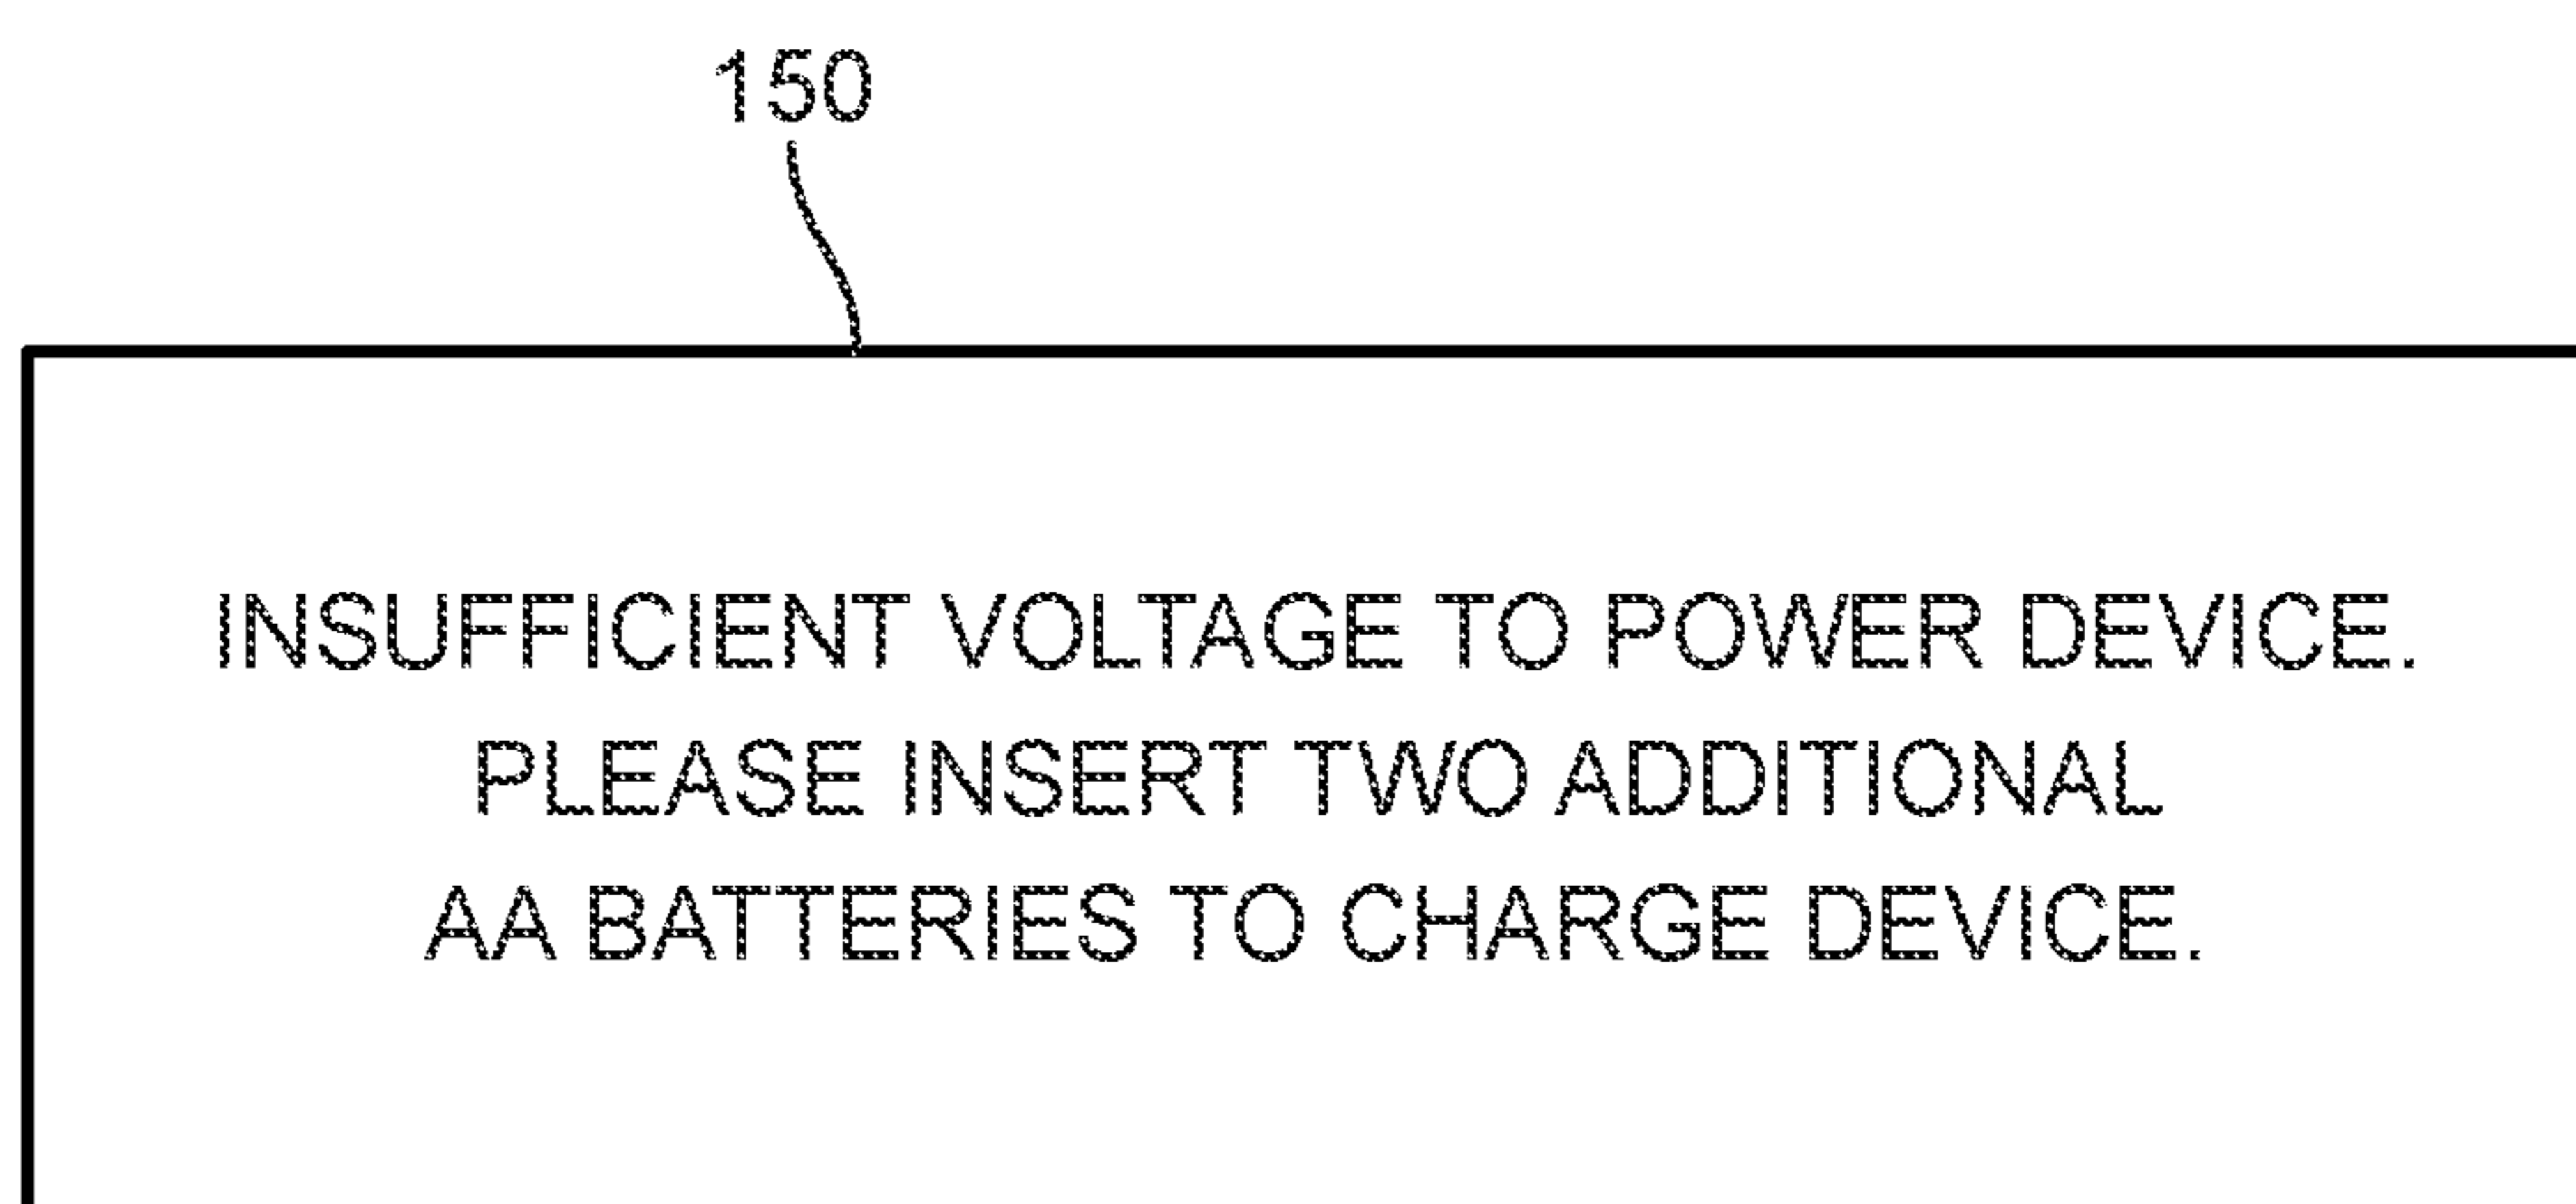 150
INSUFFICIENT VOLTAGE TO POWER DEVICE.
PLEASE INSERT TWO ADDITIONAL
AA BATTERIES TO CHARGE DEVICE.